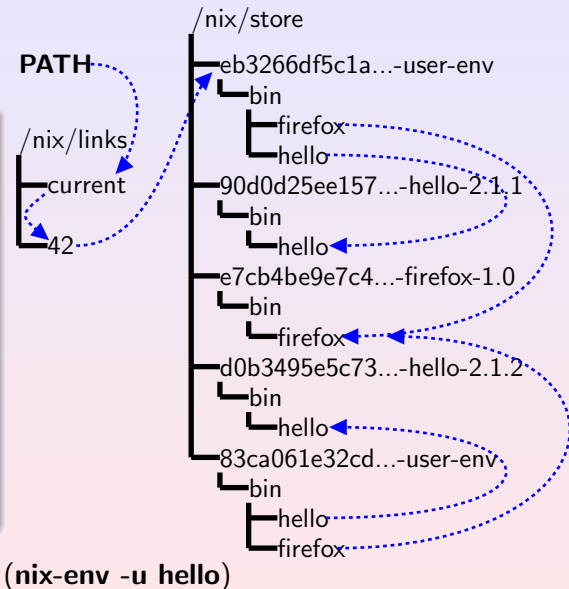 /nix/store
PATH
eb3266df5c1a...-user-env
bin
firefox
hello
/nix/links
current
42
90d0d25ee157...-hello-2.1.1
bin
hello
e7cb4be9e7c4...-firefox-1.0
bin
firefox
d0b3495e5c73...-hello-2.1.2
bin
hello
83ca061e32cd...-user-env
bin
hello
firefox
(nix-env -u hello)